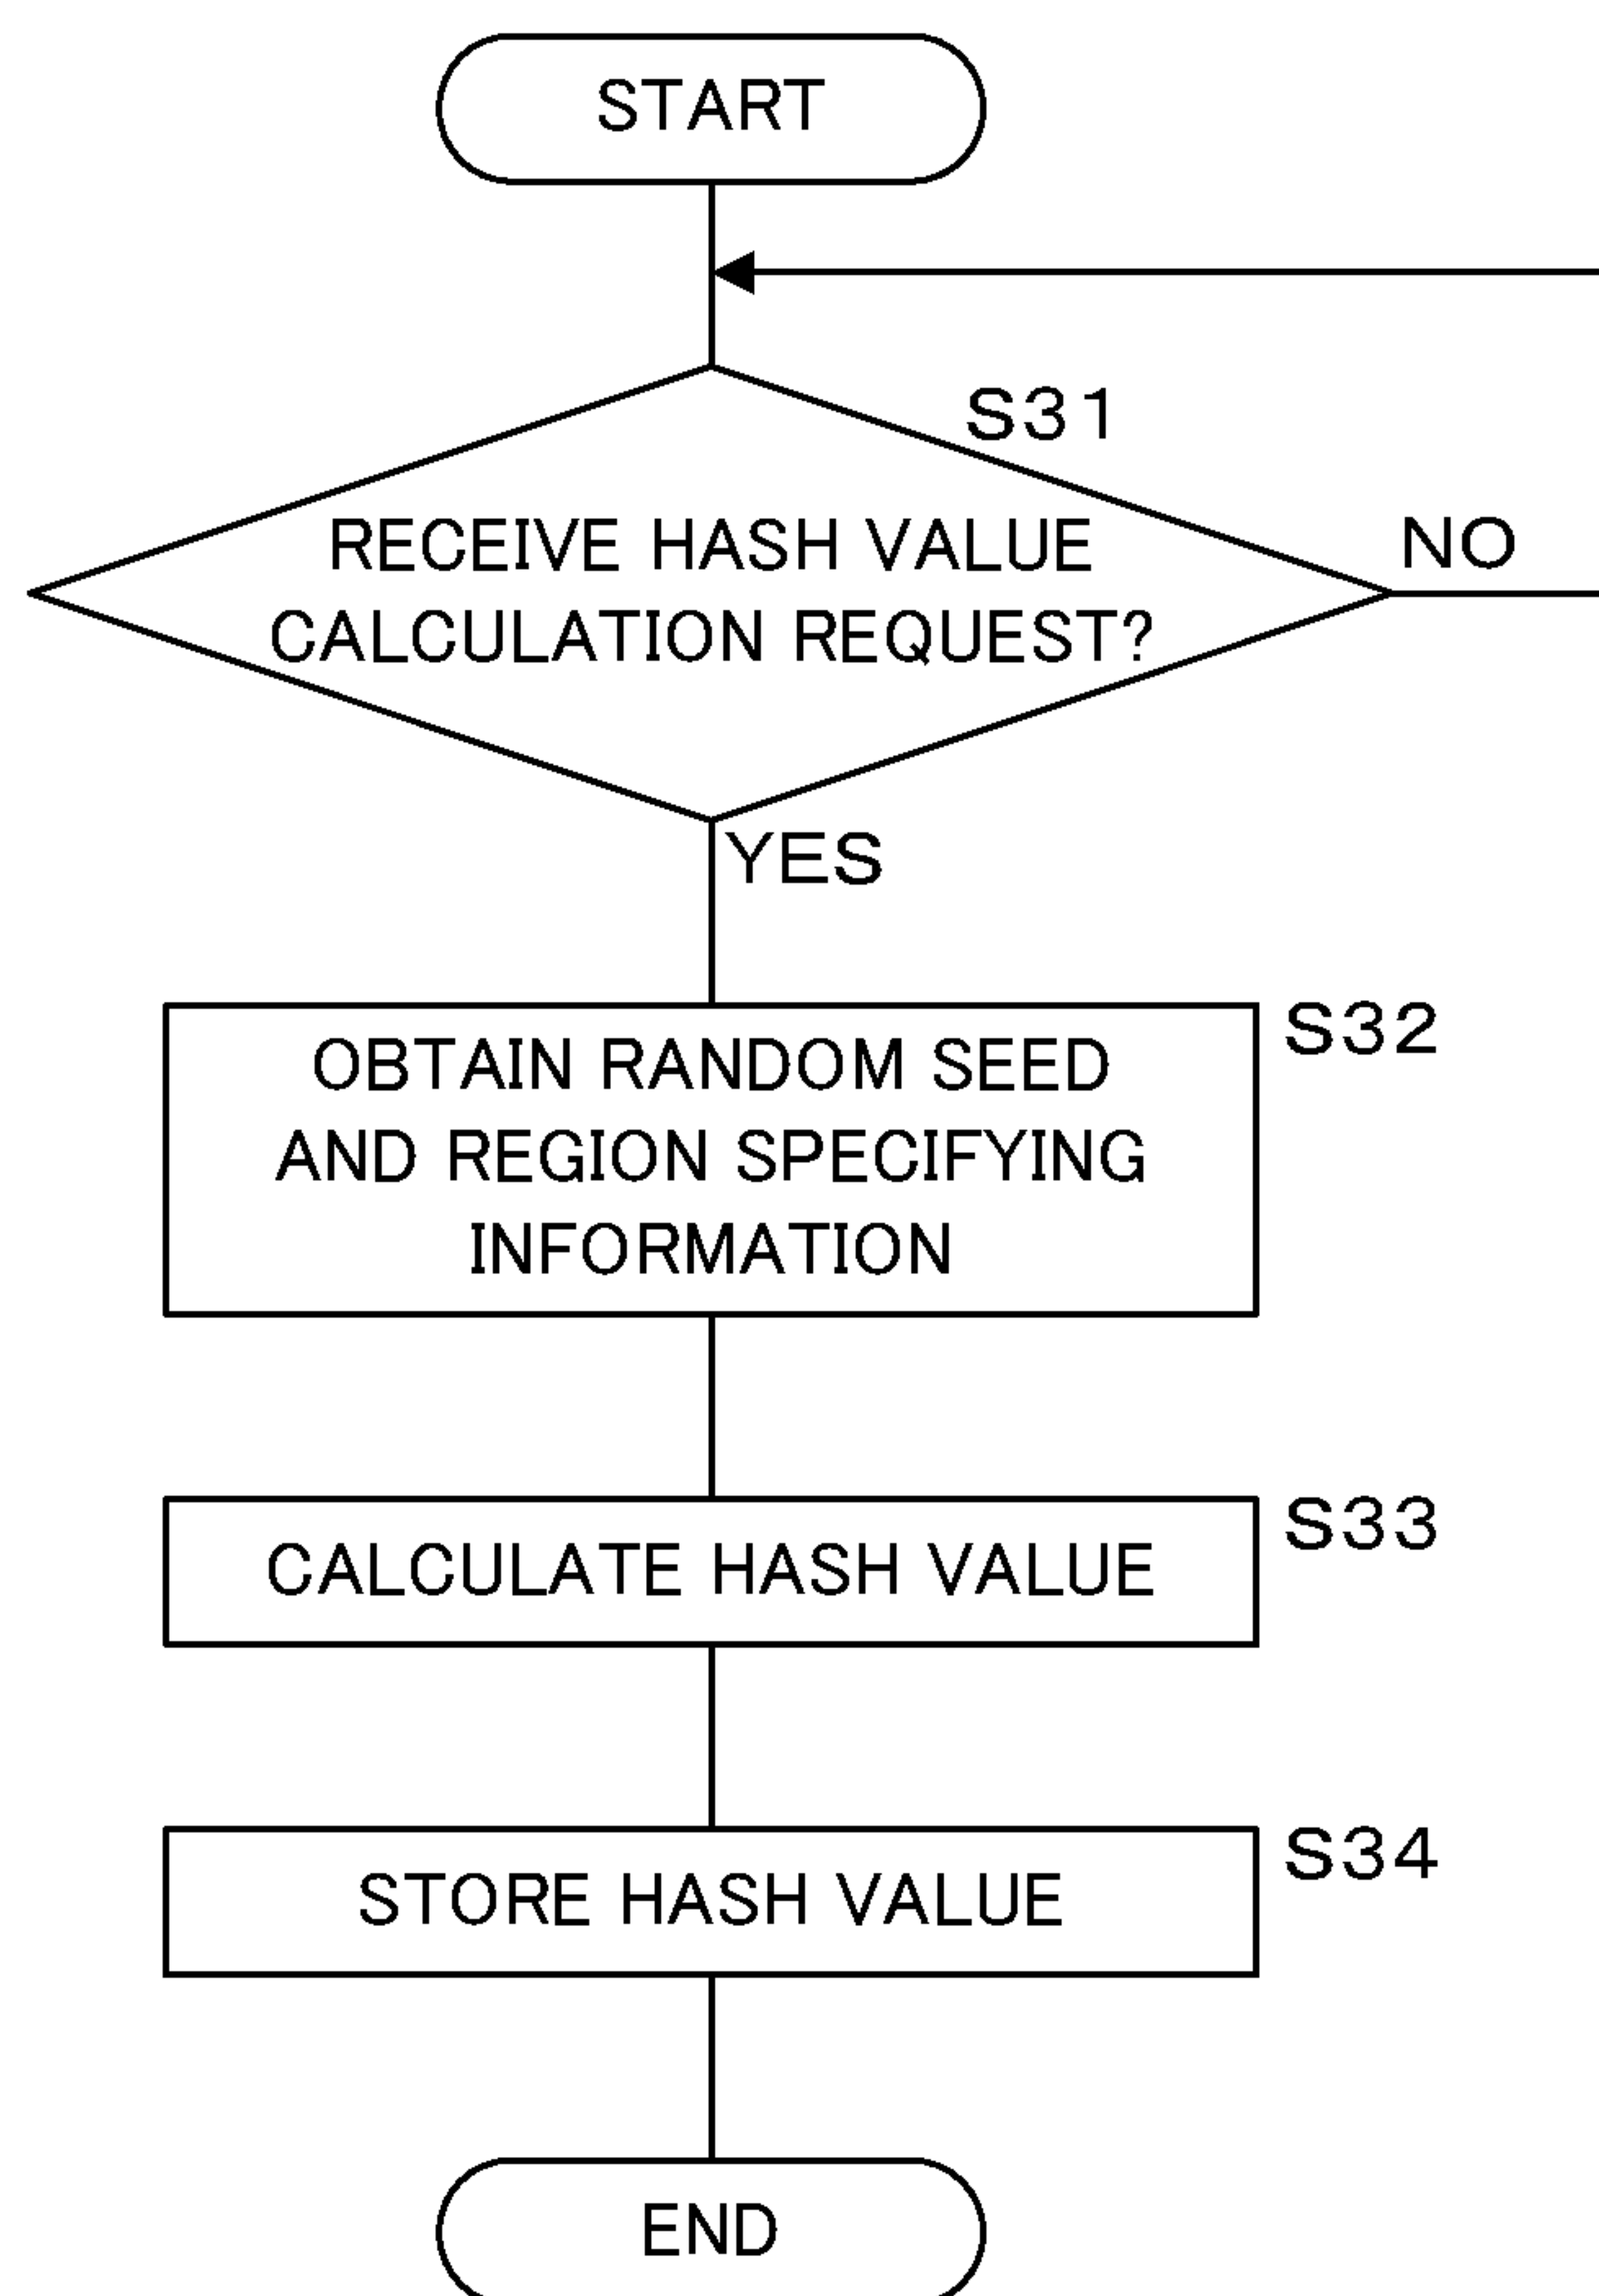 START
S31
RECEIVE HASH VALUE
CALCULATION REQUEST?
NO
YES
S32
OBTAIN RANDOM SEED
AND REGION SPECIFYING
INFORMATION
S33
CALCULATE HASH VALUE
S34
STORE HASH VALUE
END